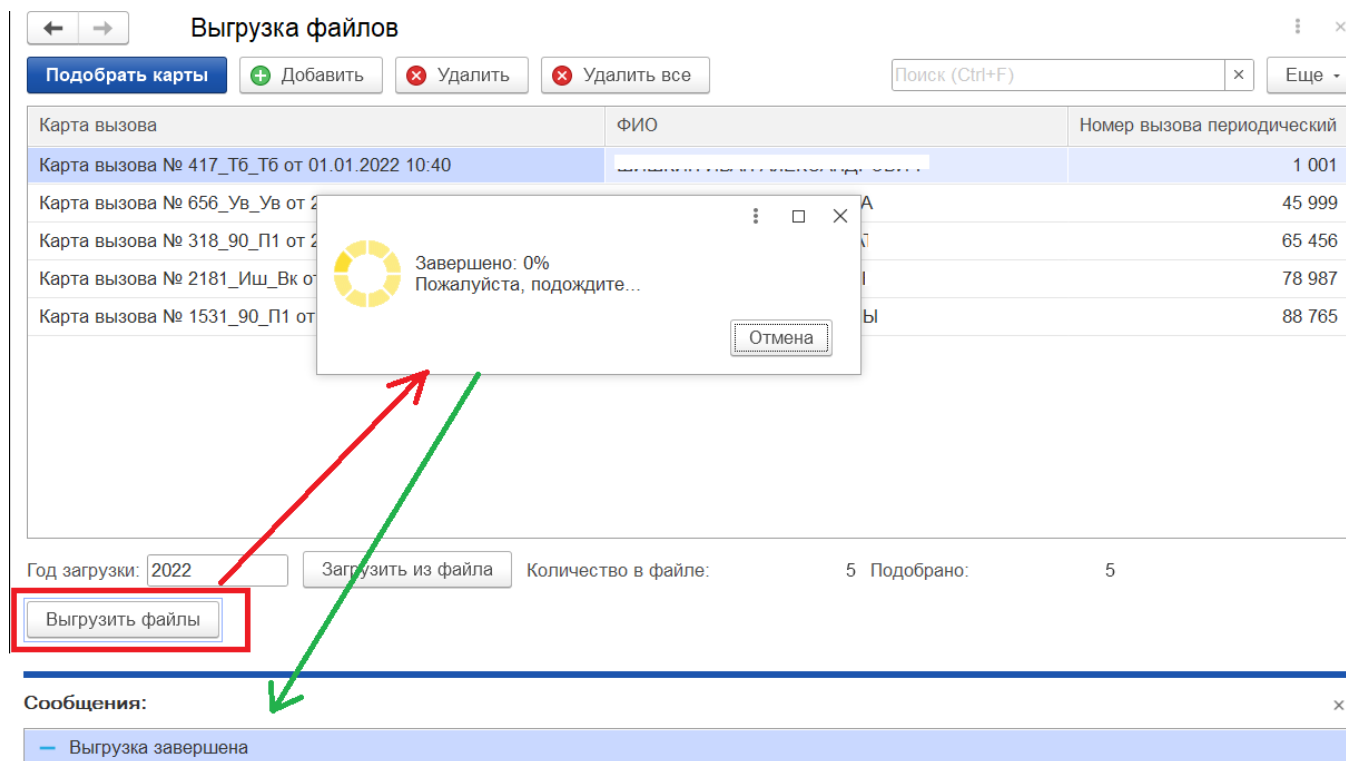 Выгрузка файлов
Подобрать карты Добавить Удалить Удалить все Поиск (Ctrl+F) Еще
Карта вызова ФИО Номер вызова периодический
Карта вызова № 417_Тб_Тб от 01.01.2022 10:40 1 001
Карта вызова № 656_Ув_Ув от 2 А 45 999
Карта вызова № 318_90_П1 от 2 65 456
Карта вызова № 2181_Иш_Вк от 78 987
Карта вызова № 1531_90_П1 от Ы 88 765
Завершено: 0%
Пожалуйста, подождите...
Отмена
Год загрузки: 2022 Загрузить из файла Количество в файле: 5 Подобрано: 5
Выгрузить файлы
Сообщения:
Выгрузка завершена